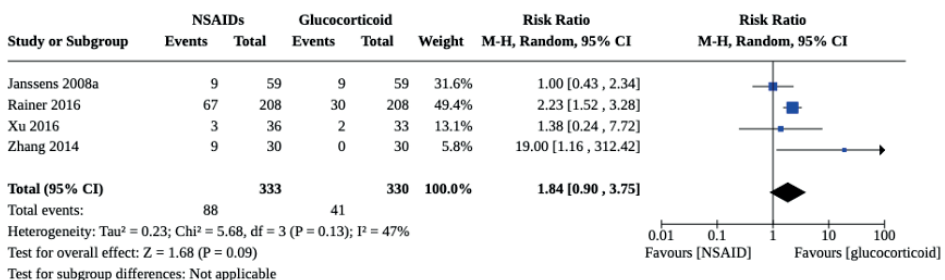 NSAIDs Glucocorticoid Risk Ratio Risk Ratio
Study or Subgroup Events Total Events Total Weight M-H, Random, 95% CI M-H, Random, 95% CI
Janssens 2008a 9 59 9 59 31.6% 1.00 [0.43 , 2.34]
Rainer 2016 67 208 30 208 49.4% 2.23 [1.52 , 3.28]
Xu 2016 3 36 2 33 13.1% 1.38 [0.24 , 7.72]
Zhang 2014 9 30 0 30 5.8% 19.00 [1.16 , 312.42]
Total (95% CI) 333 330 100.0% 1.84 [0.90 , 3.75]
Total events: 88 41
Heterogeneity: Tau² = 0.23; Chi² = 5.68, df = 3 (P = 0.13); I² = 47%
0.01 0.1 1 10 100
Test for overall effect: Z = 1.68 (P = 0.09) Favours [NSAID] Favours [glucocorticoid]
Test for subgroup differences: Not applicable